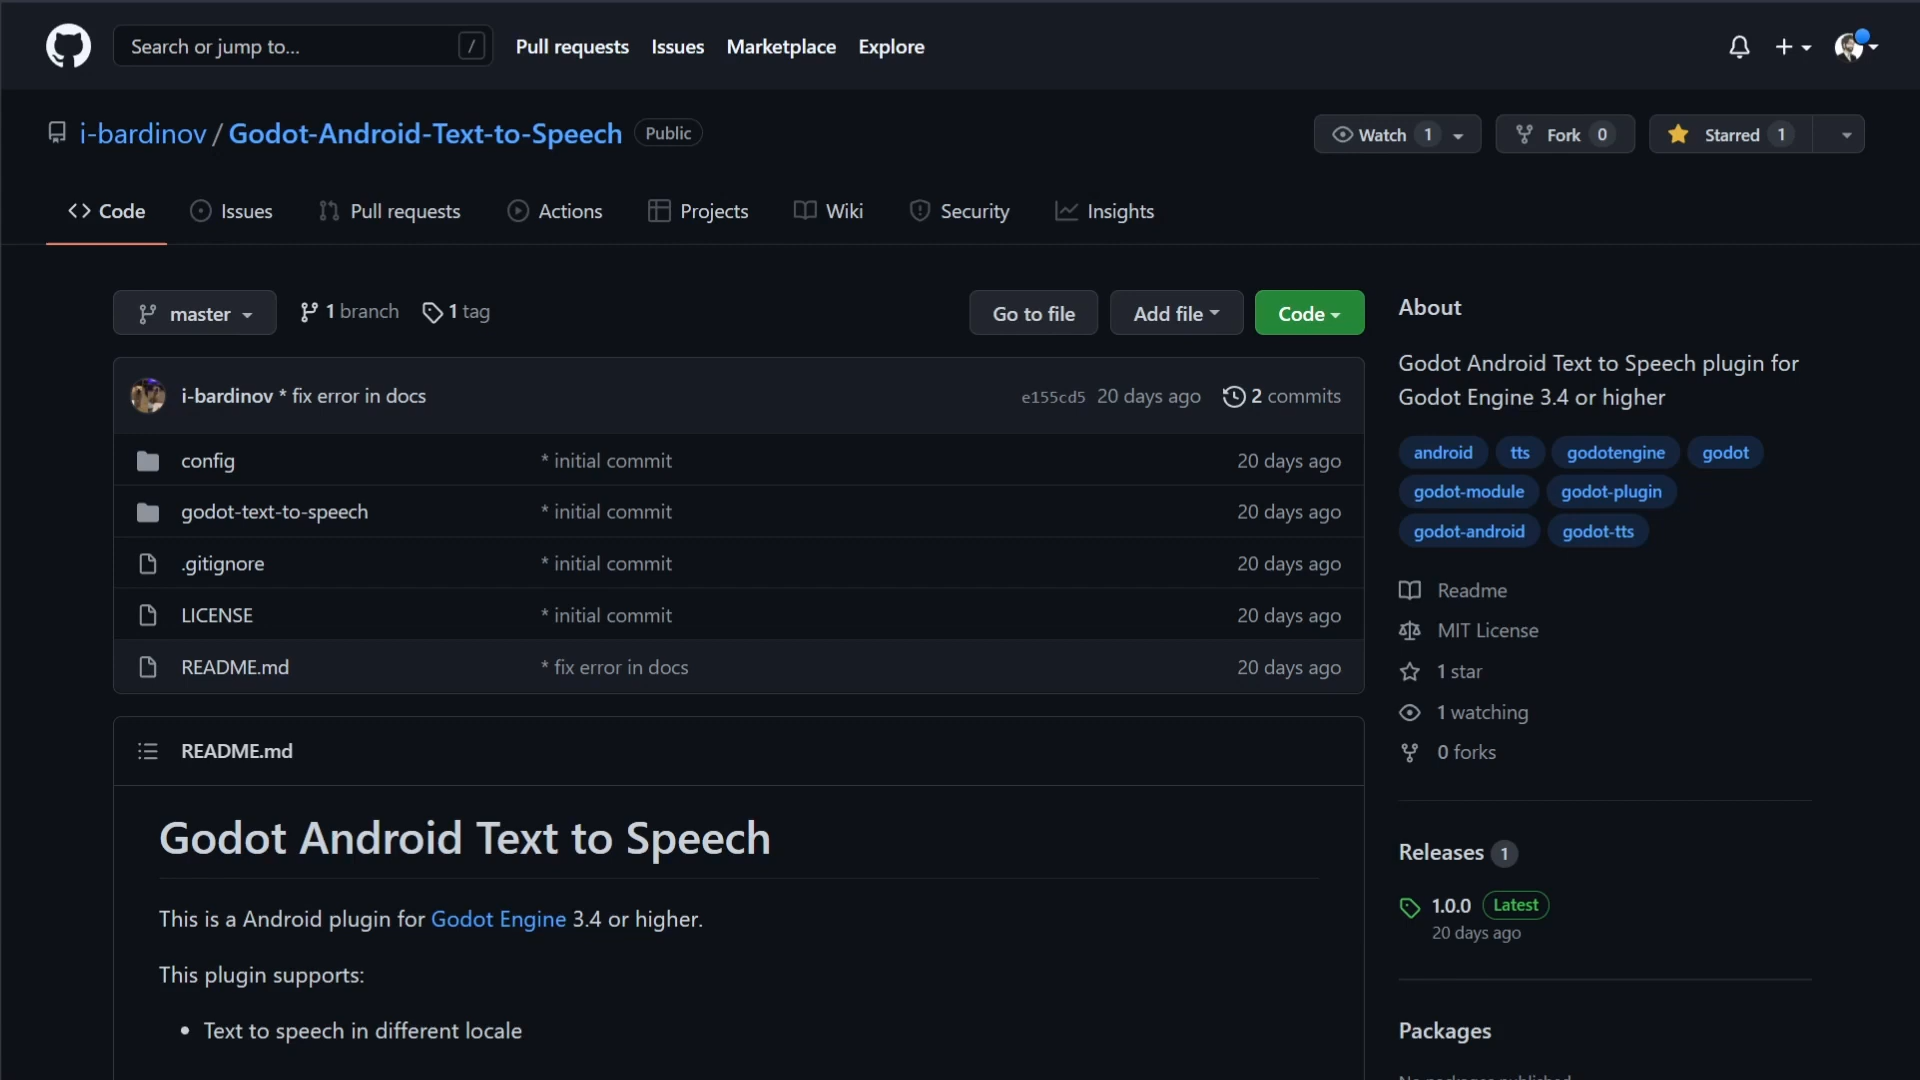 Search or jump to... /
Pull requests Issues Marketplace Explore
i-bardinov / Godot-Android-Text-to-Speech Public
Watch 1 Fork 0 Starred 1
Code Issues Pull requests Actions Projects Wiki Security Insights
master 1 branch 1 tag
Go to file Add file Code
i-bardinov * fix error in docs e155cd5 20 days ago 2 commits
config * initial commit 20 days ago
godot-text-to-speech * initial commit 20 days ago
.gitignore * initial commit 20 days ago
LICENSE * initial commit 20 days ago
README.md * fix error in docs 20 days ago
README.md
Godot Android Text to Speech
This is a Android plugin for Godot Engine 3.4 or higher.
This plugin supports:
• Text to speech in different locale
About
Godot Android Text to Speech plugin for
Godot Engine 3.4 or higher
android tts godotengine godot
godot-module godot-plugin
godot-android godot-tts
Readme
MIT License
1 star
1 watching
0 forks
Releases 1
1.0.0 Latest
20 days ago
Packages